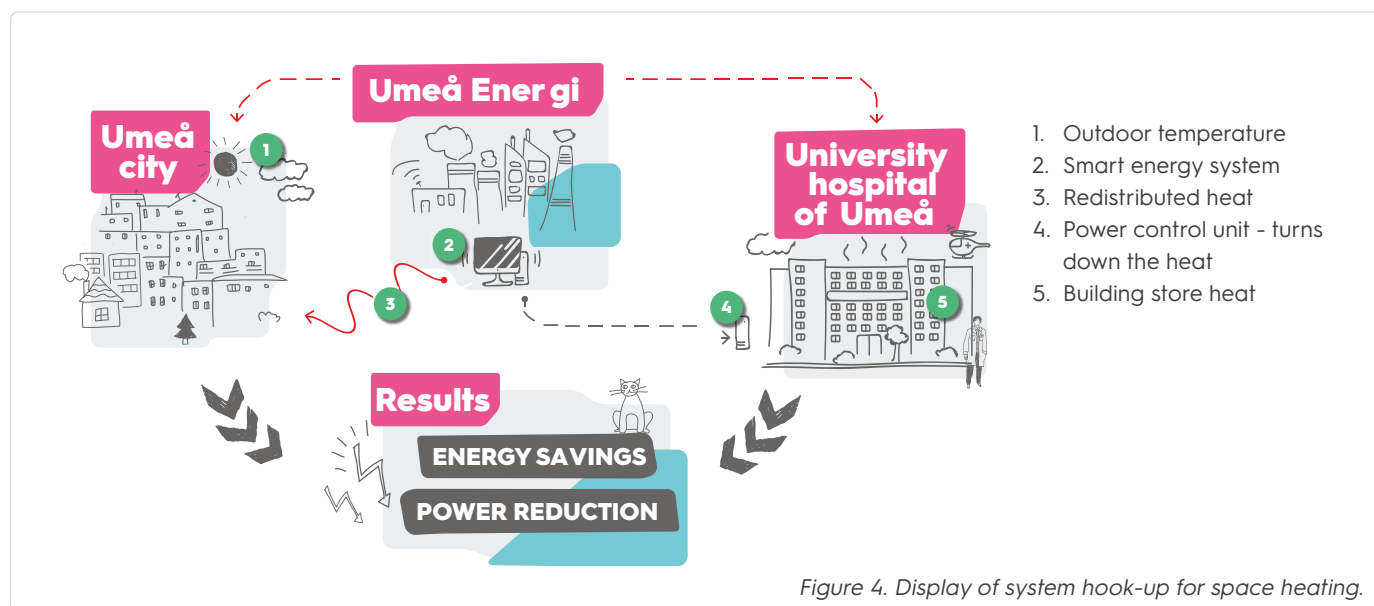 Umeå Ener gi
Umeå
city
1
University
hospital
of Umeå
2
3
4
5
Results
ENERGY SAVINGS
POWER REDUCTION
1. Outdoor temperature
2. Smart energy system
3. Redistributed heat
4. Power control unit - turns
down the heat
5. Building store heat
Figure 4. Display of system hook-up for space heating.